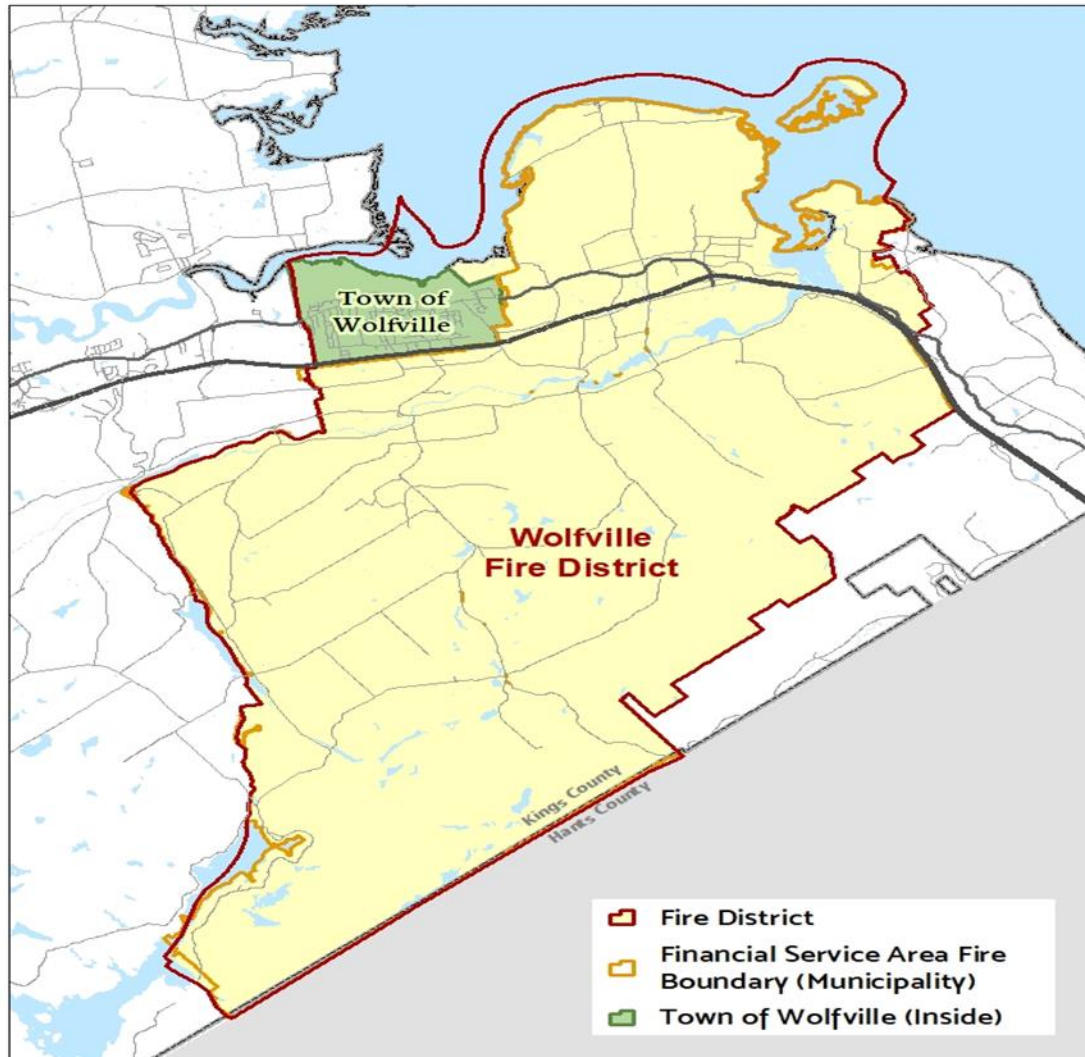 Town of
Wolfville
Wolfville
Fire District
Kings County
Hants County
Fire District
Financial Service Area Fire
Boundary (Municipality)
Town of Wolfville (Inside)